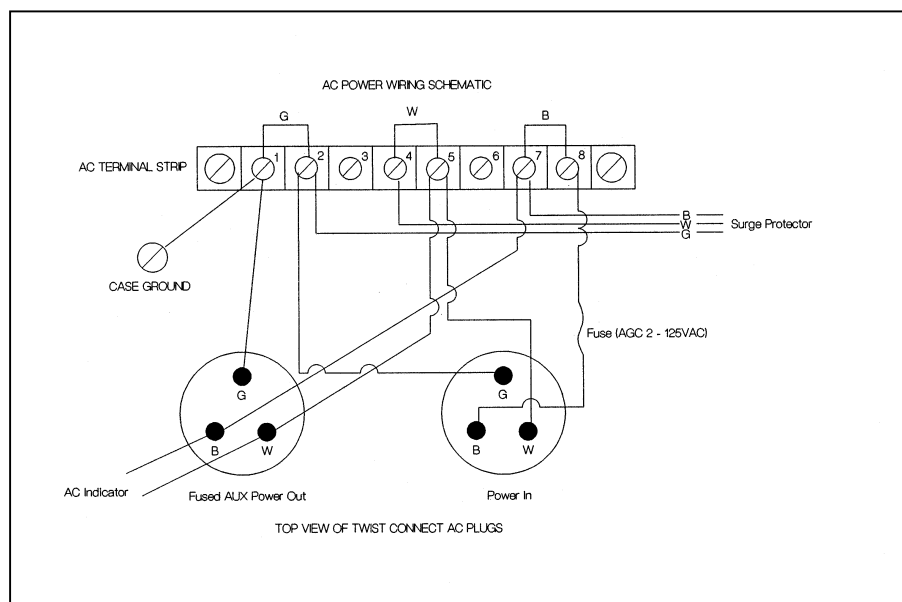 AC POWER WIRING SCHEMATIC
G
W
B
AC TERMINAL STRIP
1 2 3 4 5 6 7 8
B
W
G
Surge Protector
CASE GROUND
Fuse (AGC 2 - 125VAC)
G
G
B W
B W
AC Indicator
Fused AUX Power Out
Power In
TOP VIEW OF TWIST CONNECT AC PLUGS